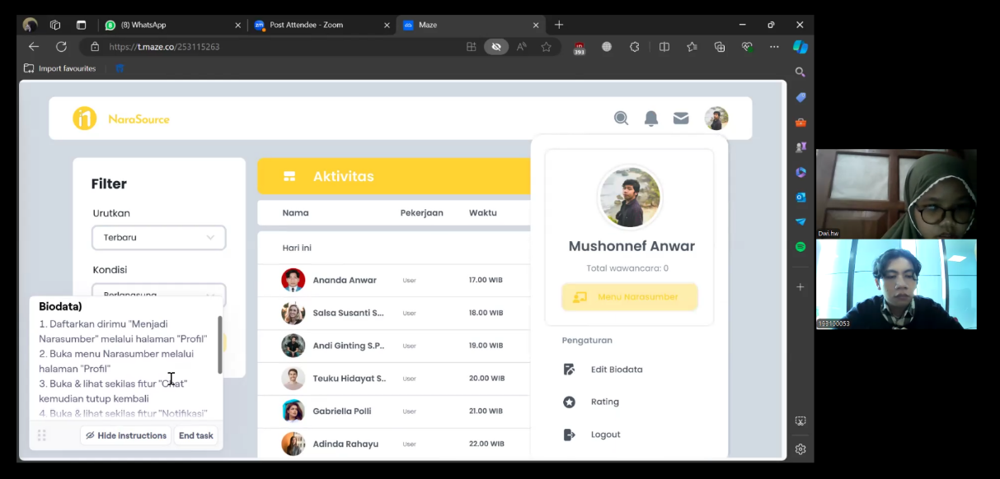 (8) WhatsApp
Post Attendee - Zoom
Maze
https://t.maze.co/253115263
393
Import favourites
NaraSource
Filter
Urutkan
Terbaru
Kondisi
Berlangsung
Aktivitas
Nama Pekerjaan Waktu
Hari ini
Ananda Anwar User 17.00 WIB
Salsa Susanti S... User 18.00 WIB
Andi Ginting S.P.. User 19.00 WIB
Teuku Hidayat S.. User 20.00 WIB
Gabriella Polli User 21.00 WIB
Adinda Rahayu User 22.00 WIB
Mushonnef Anwar
Total wawancara: 0
Menu Narasumber
Pengaturan
Edit Biodata
Rating
Logout
Biodata)
1. Daftarkan dirimu "Menjadi
Narasumber" melalui halaman "Profil"
2. Buka menu Narasumber melalui
halaman "Profil"
3. Buka & lihat sekilas fitur "Chat"
kemudian tutup kembali
4. Buka & lihat sekilas fitur "Notifikasi"
Hide instructions
End task
Dwi.hw
198100053